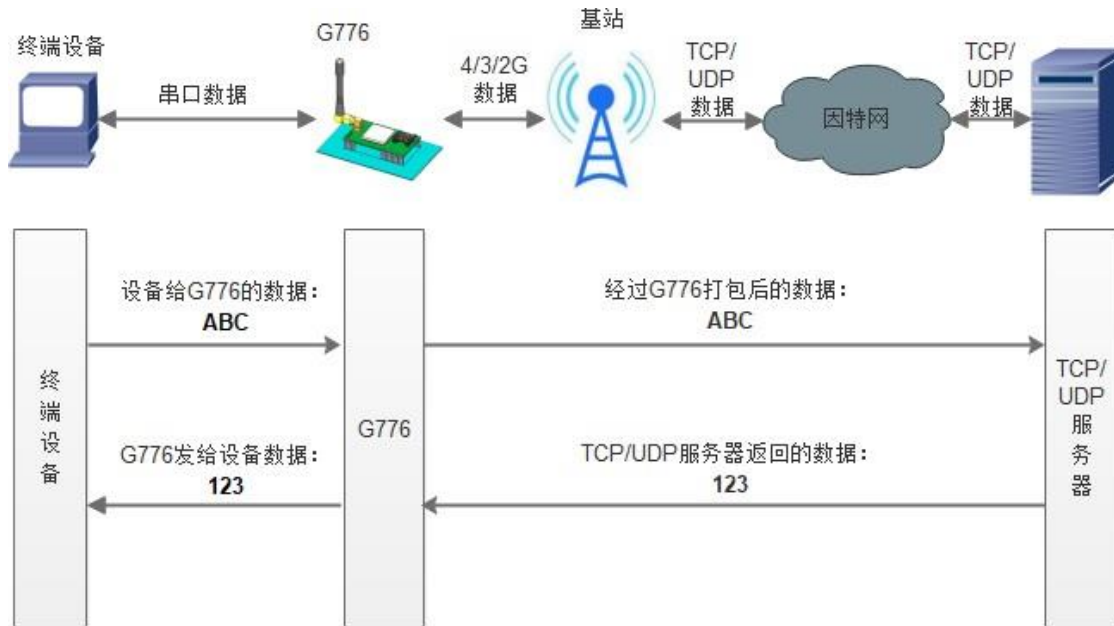 终端设备
G776
基站
串口数据
4/3/2G
数据
TCP/
UDP
数据
因特网
TCP/
UDP
数据
设备给G776的数据：
ABC
经过G776打包后的数据：
ABC
终
端
设
备
G776
TCP/
UDP
服
务
器
G776发给设备数据：
123
TCP/UDP服务器返回的数据：
123